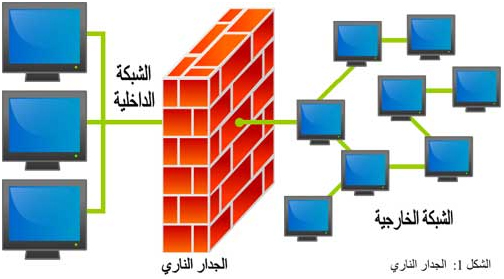 الشبكة
الداخلية
الشبكة الخارجية
الجدار الناري
الشكل 1: الجدار الناري